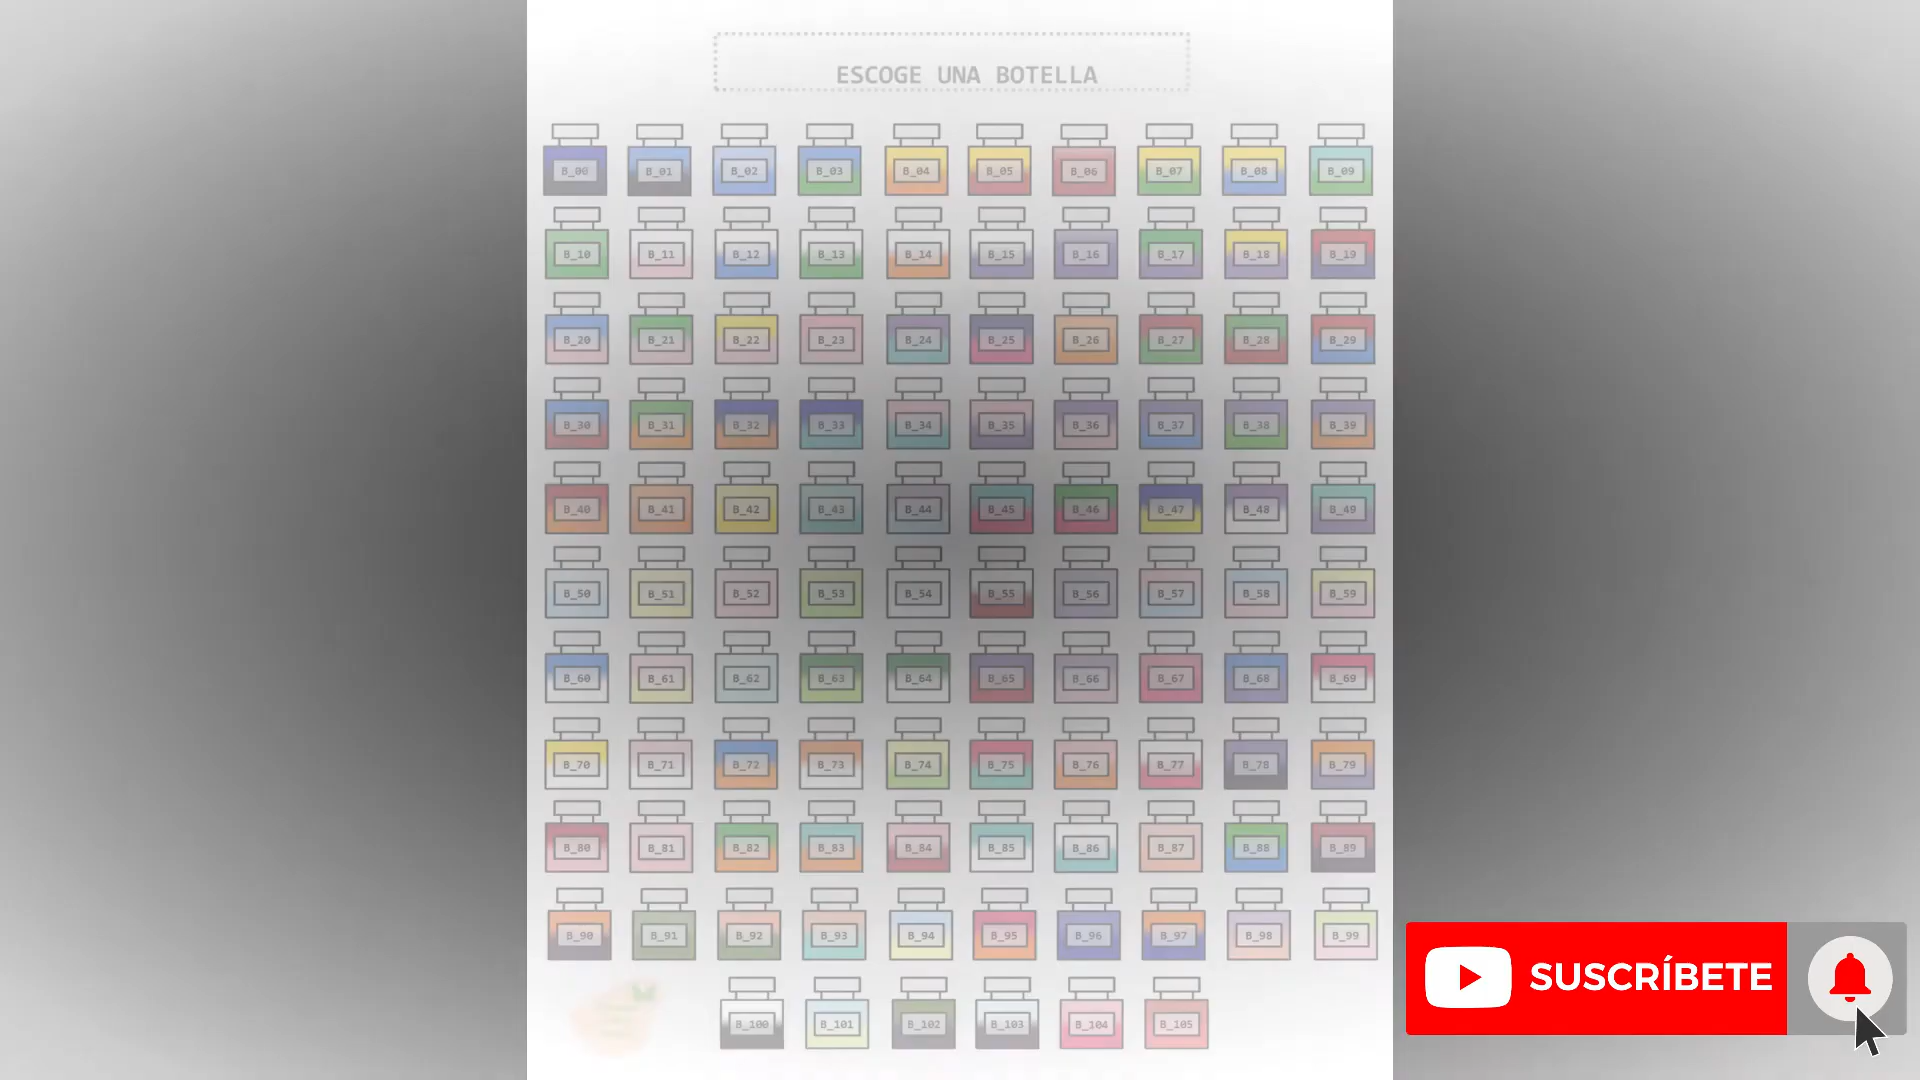 ESCOGE UNA BOTELLA
B_00 B_01 B_02 B_03 B_04 B_05 B_06 B_07 B_08 B_09
B_10 B_11 B_12 B_13 B_14 B_15 B_16 B_17 B_18 B_19
B_20 B_21 B_22 B_23 B_24 B_25 B_26 B_27 B_28 B_29
B_30 B_31 B_32 B_33 B_34 B_35 B_36 B_37 B_38 B_39
B_40 B_41 B_42 B_43 B_44 B_45 B_46 B_47 B_48 B_49
B_50 B_51 B_52 B_53 B_54 B_55 B_56 B_57 B_58 B_59
B_60 B_61 B_62 B_63 B_64 B_65 B_66 B_67 B_68 B_69
B_70 B_71 B_72 B_73 B_74 B_75 B_76 B_77 B_78 B_79
B_80 B_81 B_82 B_83 B_84 B_85 B_86 B_87 B_88 B_89
B_90 B_91 B_92 B_93 B_94 B_95 B_96 B_97 B_98 B_99
B_100 B_101 B_102 B_103 B_104 B_105
SUSCRÍBETE